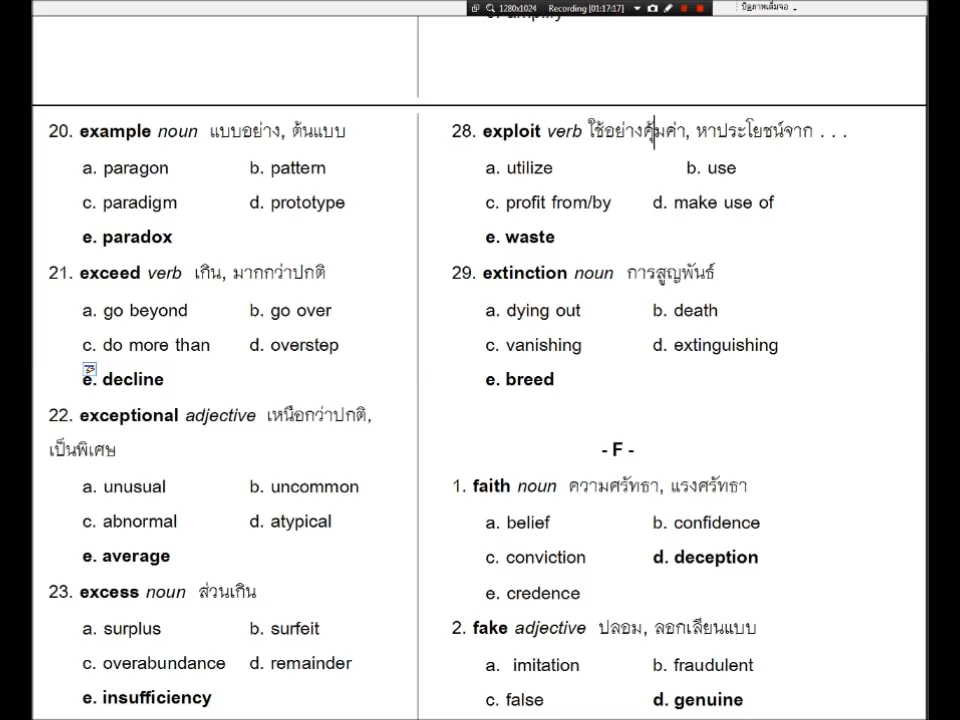 1280x1024 Recording [01:17:17]
20. example noun แบบอย่าง, ต้นแบบ
a. paragon b. pattern
c. paradigm d. prototype
e. paradox
21. exceed verb เกิน, มากกว่าปกติ
a. go beyond b. go over
c. do more than d. overstep
e. decline
22. exceptional adjective เหนือกว่าปกติ,
เป็นพิเศษ
a. unusual b. uncommon
c. abnormal d. atypical
e. average
23. excess noun ส่วนเกิน
a. surplus b. surfeit
c. overabundance d. remainder
e. insufficiency
28. exploit verb ใช้อย่างคุ้มค่า, หาประโยชน์จาก . . .
a. utilize b. use
c. profit from/by d. make use of
e. waste
29. extinction noun การสูญพันธ์
a. dying out b. death
c. vanishing d. extinguishing
e. breed
- F -
1. faith noun ความศรัทธา, แรงศรัทธา
a. belief b. confidence
c. conviction d. deception
e. credence
2. fake adjective ปลอม, ลอกเลียนแบบ
a. imitation b. fraudulent
c. false d. genuine